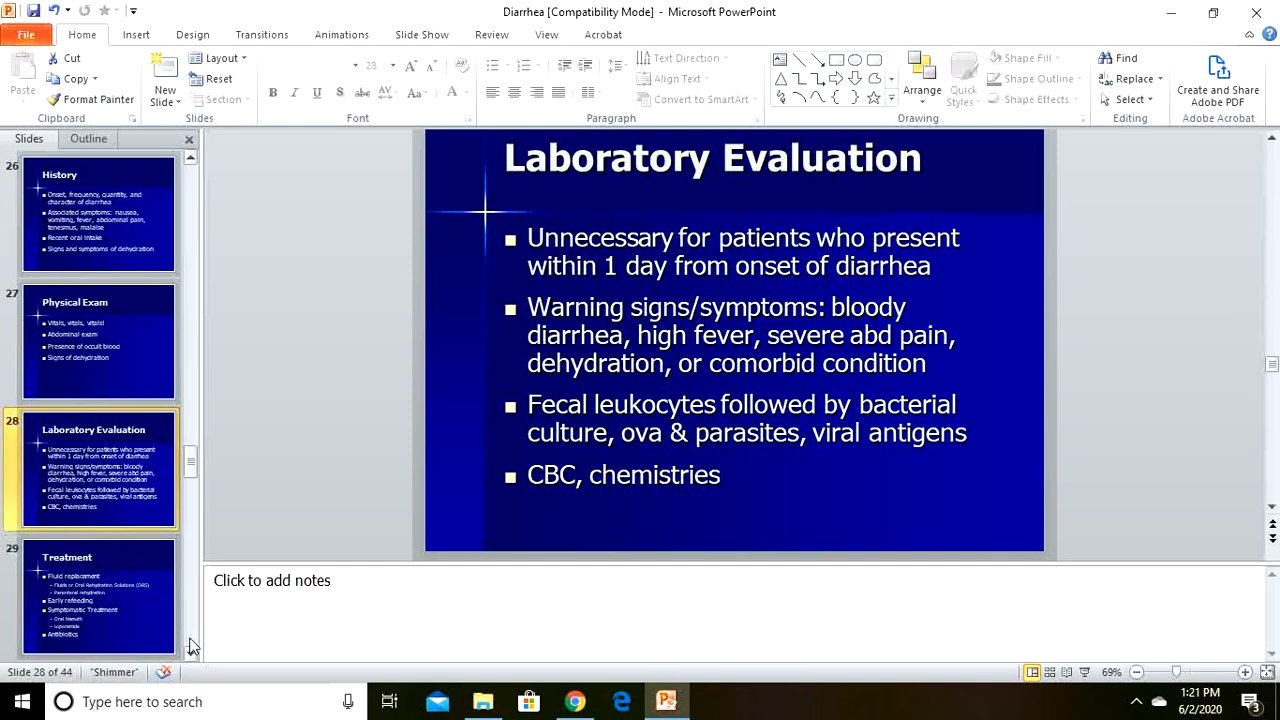 Diarrhea [Compatibility Mode] - Microsoft PowerPoint
File Home Insert Design Transitions Animations Slide Show Review View Acrobat
Paste
Cut
Copy
Format Painter
Clipboard
New
Slide
Layout
Reset
Section
Slides
28
Font
Text Direction
Align Text
Convert to SmartArt
Paragraph
Arrange
Quick
Styles
Shape Fill
Shape Outline
Shape Effects
Drawing
Find
Replace
Select
Editing
Create and Share
Adobe PDF
Adobe Acrobat
Slides Outline
26
History
Onset, frequency, quantity, and
character of diarrhea
Associated symptoms: nausea,
vomiting, fever, abdominal pain,
tenesmus, malaise
Recent oral intake
Signs and symptoms of dehydration
27
Physical Exam
Vitals, vitals, vitals!
Abdominal exam
Presence of occult blood
Signs of dehydration
28
Laboratory Evaluation
Unnecessary for patients who present
within 1 day from onset of diarrhea
Warning signs/symptoms: bloody
diarrhea, high fever, severe abd pain,
dehydration, or comorbid condition
Fecal leukocytes followed by bacterial
culture, ova & parasites, viral antigens
CBC, chemistries
29
Treatment
Fluid replacement
– Fluids or Oral Rehydration Solutions (ORS)
– Parenteral rehydration
Early refeeding
Symptomatic Treatment
– Oral bismuth
– Loperamide
Antibiotics
Laboratory Evaluation
Unnecessary for patients who present
within 1 day from onset of diarrhea
Warning signs/symptoms: bloody
diarrhea, high fever, severe abd pain,
dehydration, or comorbid condition
Fecal leukocytes followed by bacterial
culture, ova & parasites, viral antigens
CBC, chemistries
Click to add notes
Slide 28 of 44 "Shimmer" 69%
Type here to search
1:21 PM
6/2/2020
3